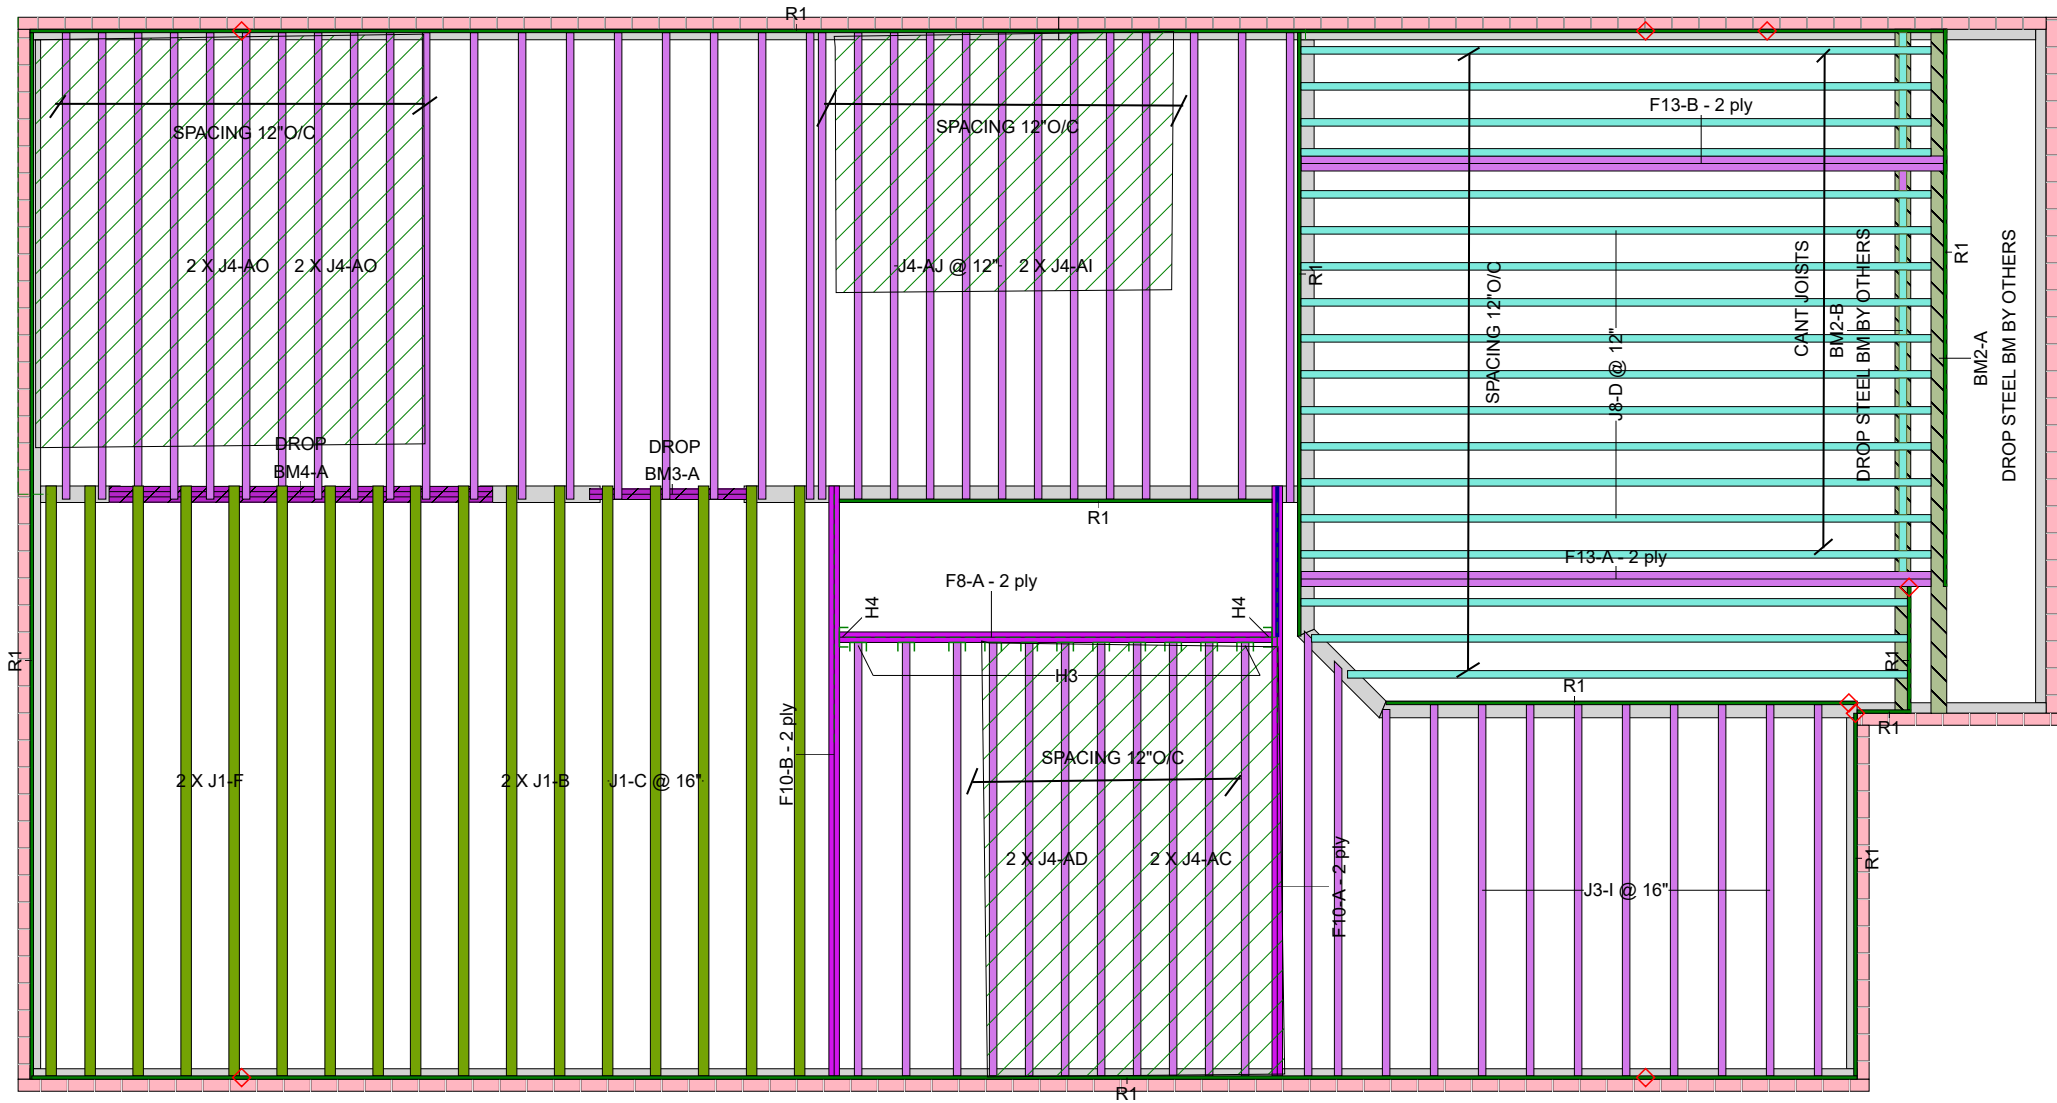 R1
SPACING 12"O/C
SPACING 12"O/C
F13-B - 2 ply
2 X J4-AO
2 X J4-AO
J4-AJ @ 12"
2 X J4-AI
R1
SPACING 12"O/C
J8-D @ 12"
CANT JOISTS
BM2-B
DROP STEEL BM BY OTHERS
R1
BM2-A
DROP STEEL BM BY OTHERS
DROP
BM4-A
DROP
BM3-A
R1
F13-A - 2 ply
F8-A - 2 ply
H4
H4
R1
H3
R1
R1
R1
F10-B - 2 ply
SPACING 12"O/C
2 X J1-F
2 X J1-B
J1-C @ 16"
2 X J4-AD
2 X J4-AC
F10-A - 2 ply
J3-I @ 16"
R1
R1